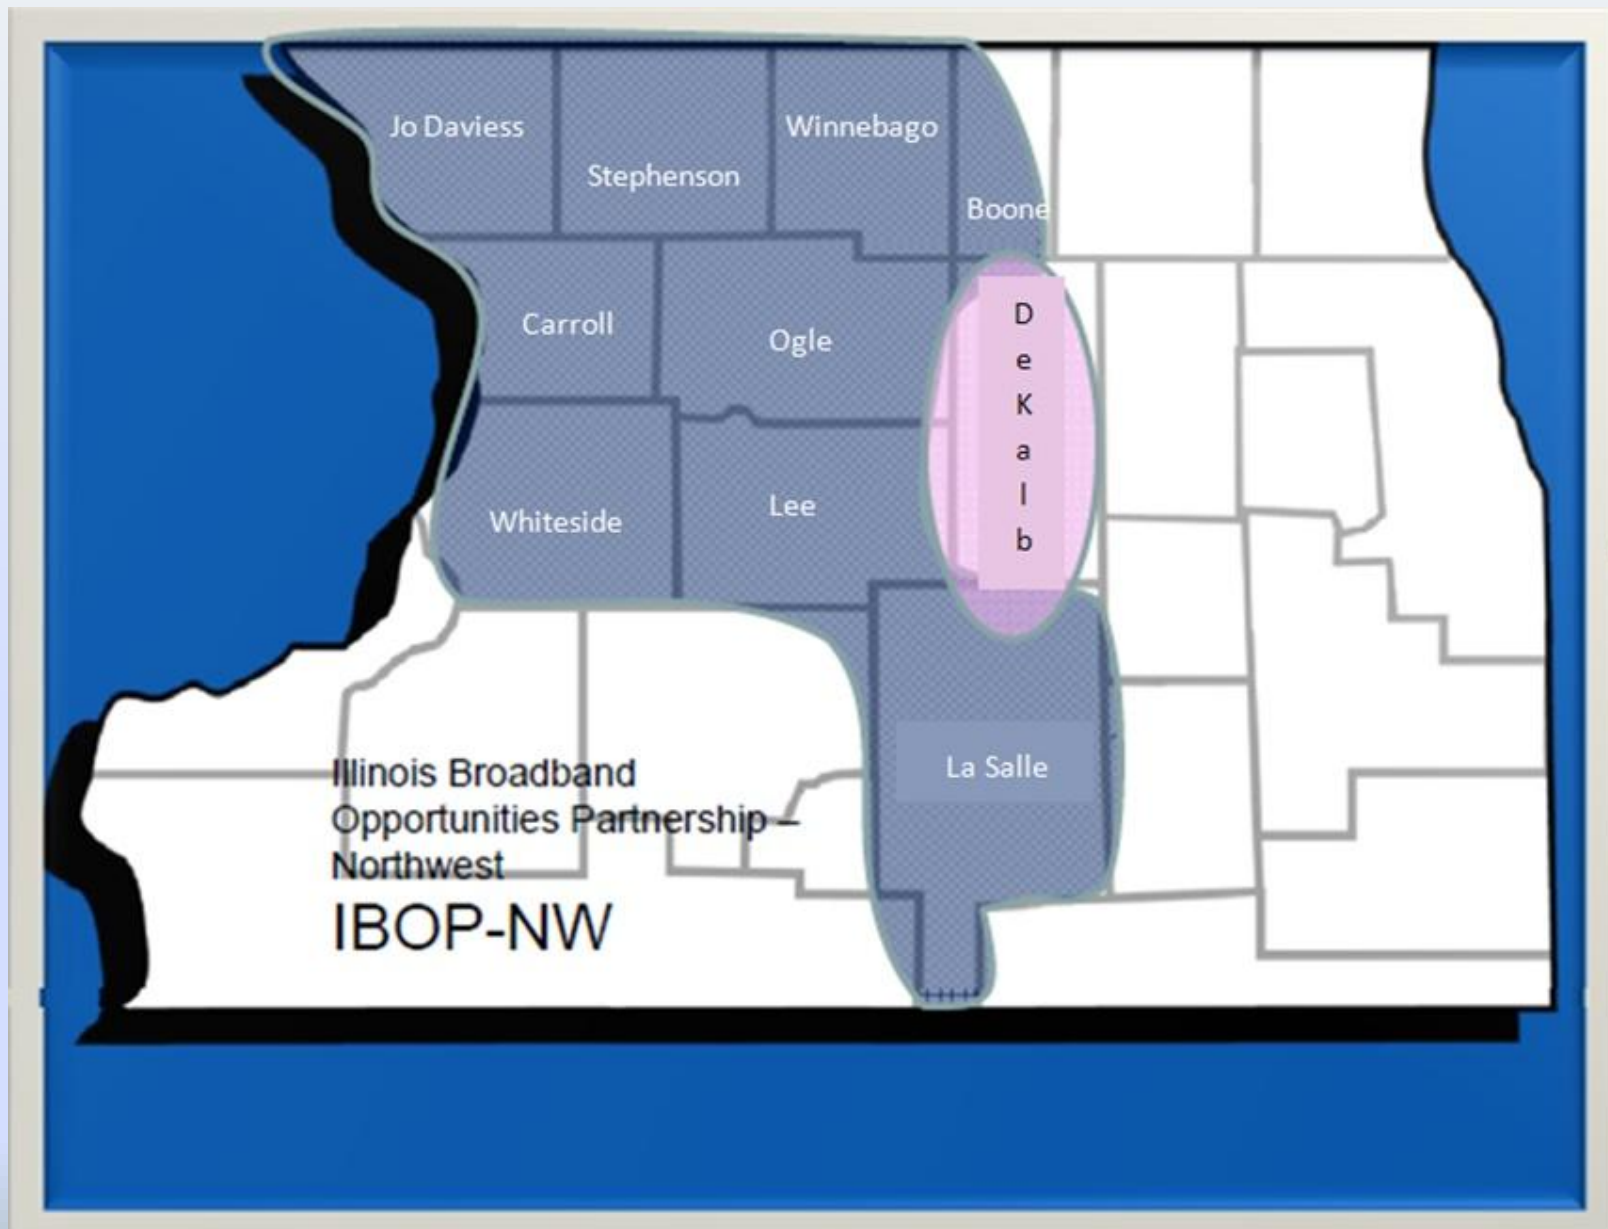 Jo Daviess
Winnebago
Stephenson
Boone
Carroll
Ogle
D
e
K
a
l
b
Whiteside
Lee
La Salle
Illinois Broadband
Opportunities Partnership –
Northwest
IBOP-NW